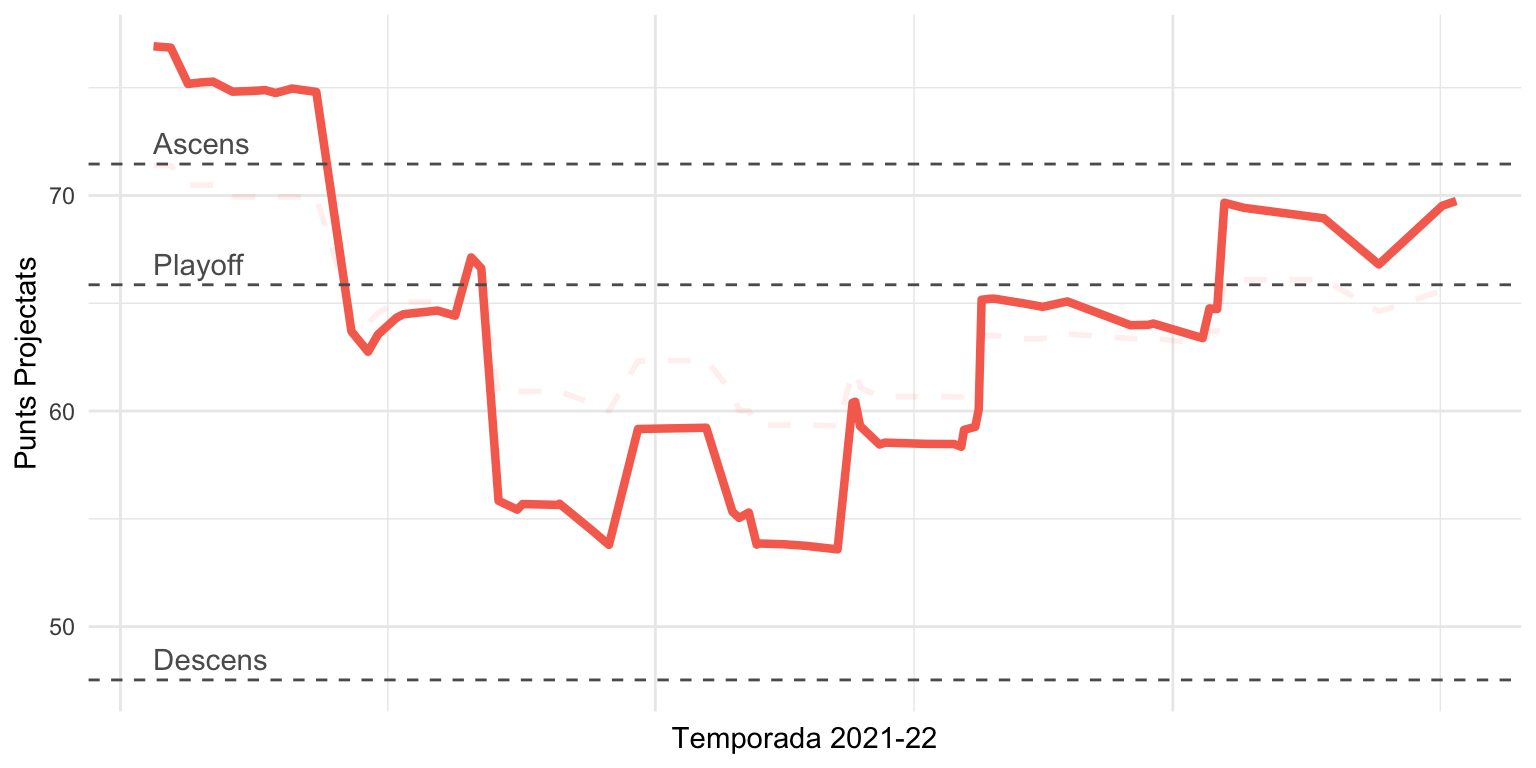 Ascens
70
Playoff
60
50
Descens
Punts Projectats
Temporada 2021-22